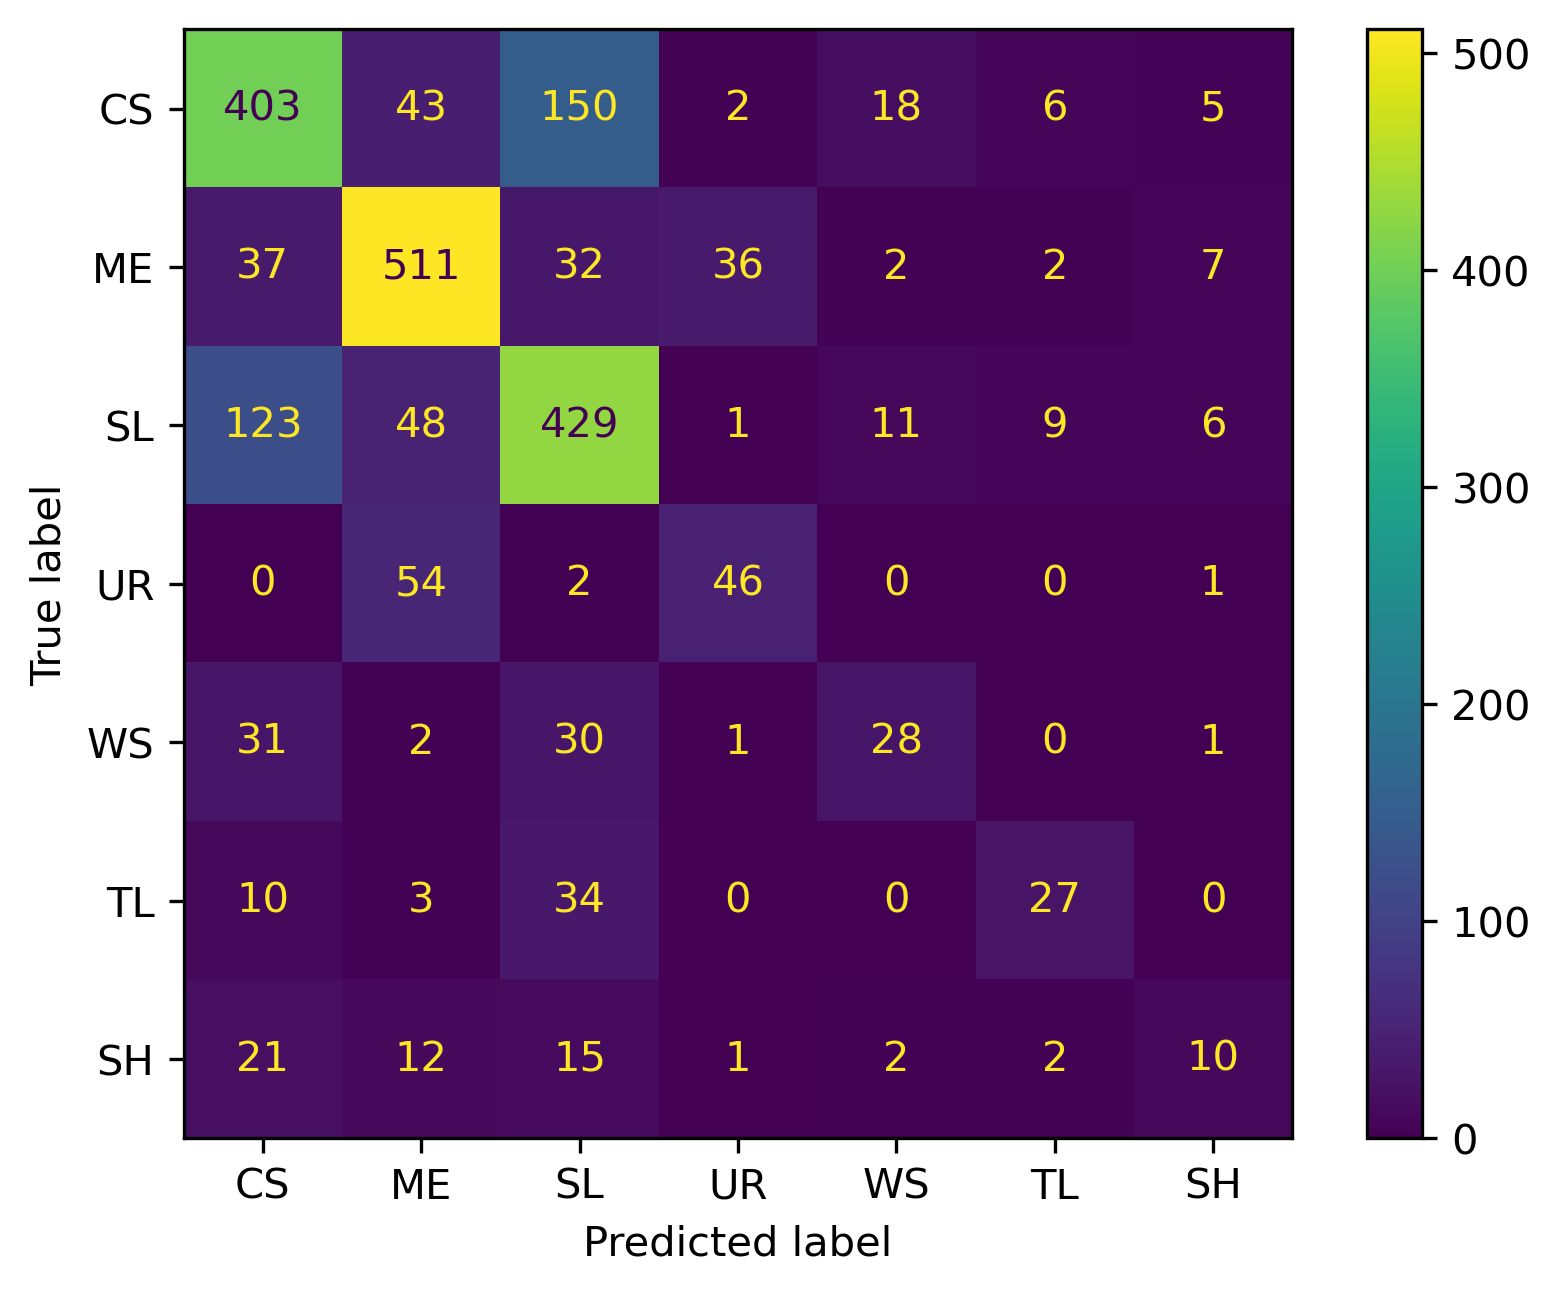 CS 403 43 150 2 18 6 5
ME 37 511 32 36 2 2 7
SL 123 48 429 1 11 9 6
UR 0 54 2 46 0 0 1
WS 31 2 30 1 28 0 1
TL 10 3 34 0 0 27 0
SH 21 12 15 1 2 2 10
CS ME SL UR WS TL SH
Predicted label
True label
500
400
300
200
100
0